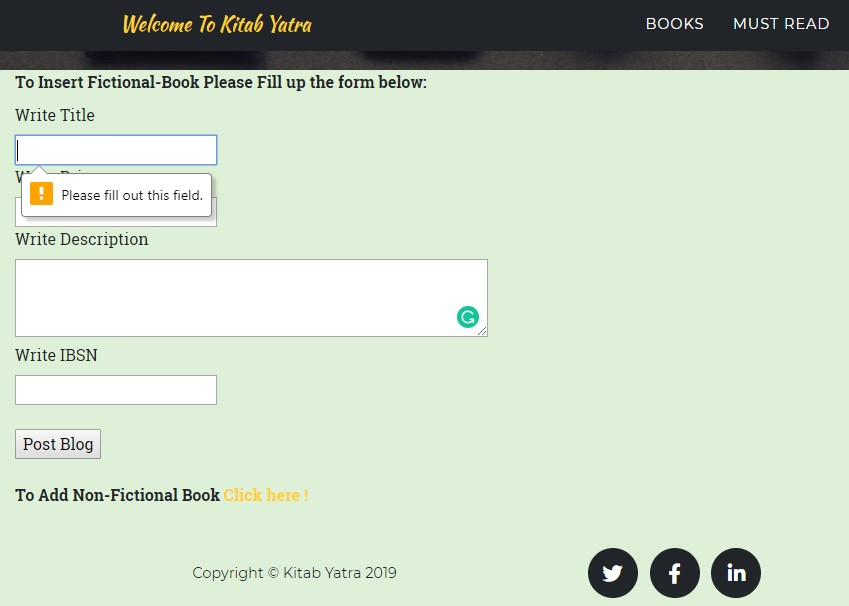 Welcome To Kitab Yatra
BOOKS MUST READ
To Insert Fictional-Book Please Fill up the form below:
Write Title
Please fill out this field.
Write Description
Write IBSN
Post Blog
To Add Non-Fictional Book Click here !
Copyright © Kitab Yatra 2019